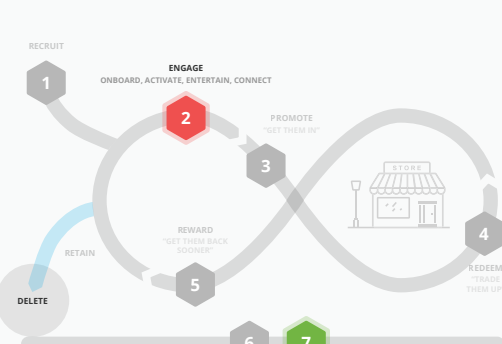 RECRUIT
1
ENGAGE
ONBOARD, ACTIVATE, ENTERTAIN, CONNECT
2
PROMOTE
"GET THEM IN"
3
STORE
4
REDEEM
"TRADE
THEM UP"
REWARD
"GET THEM BACK
SOONER"
5
RETAIN
DELETE
6
7